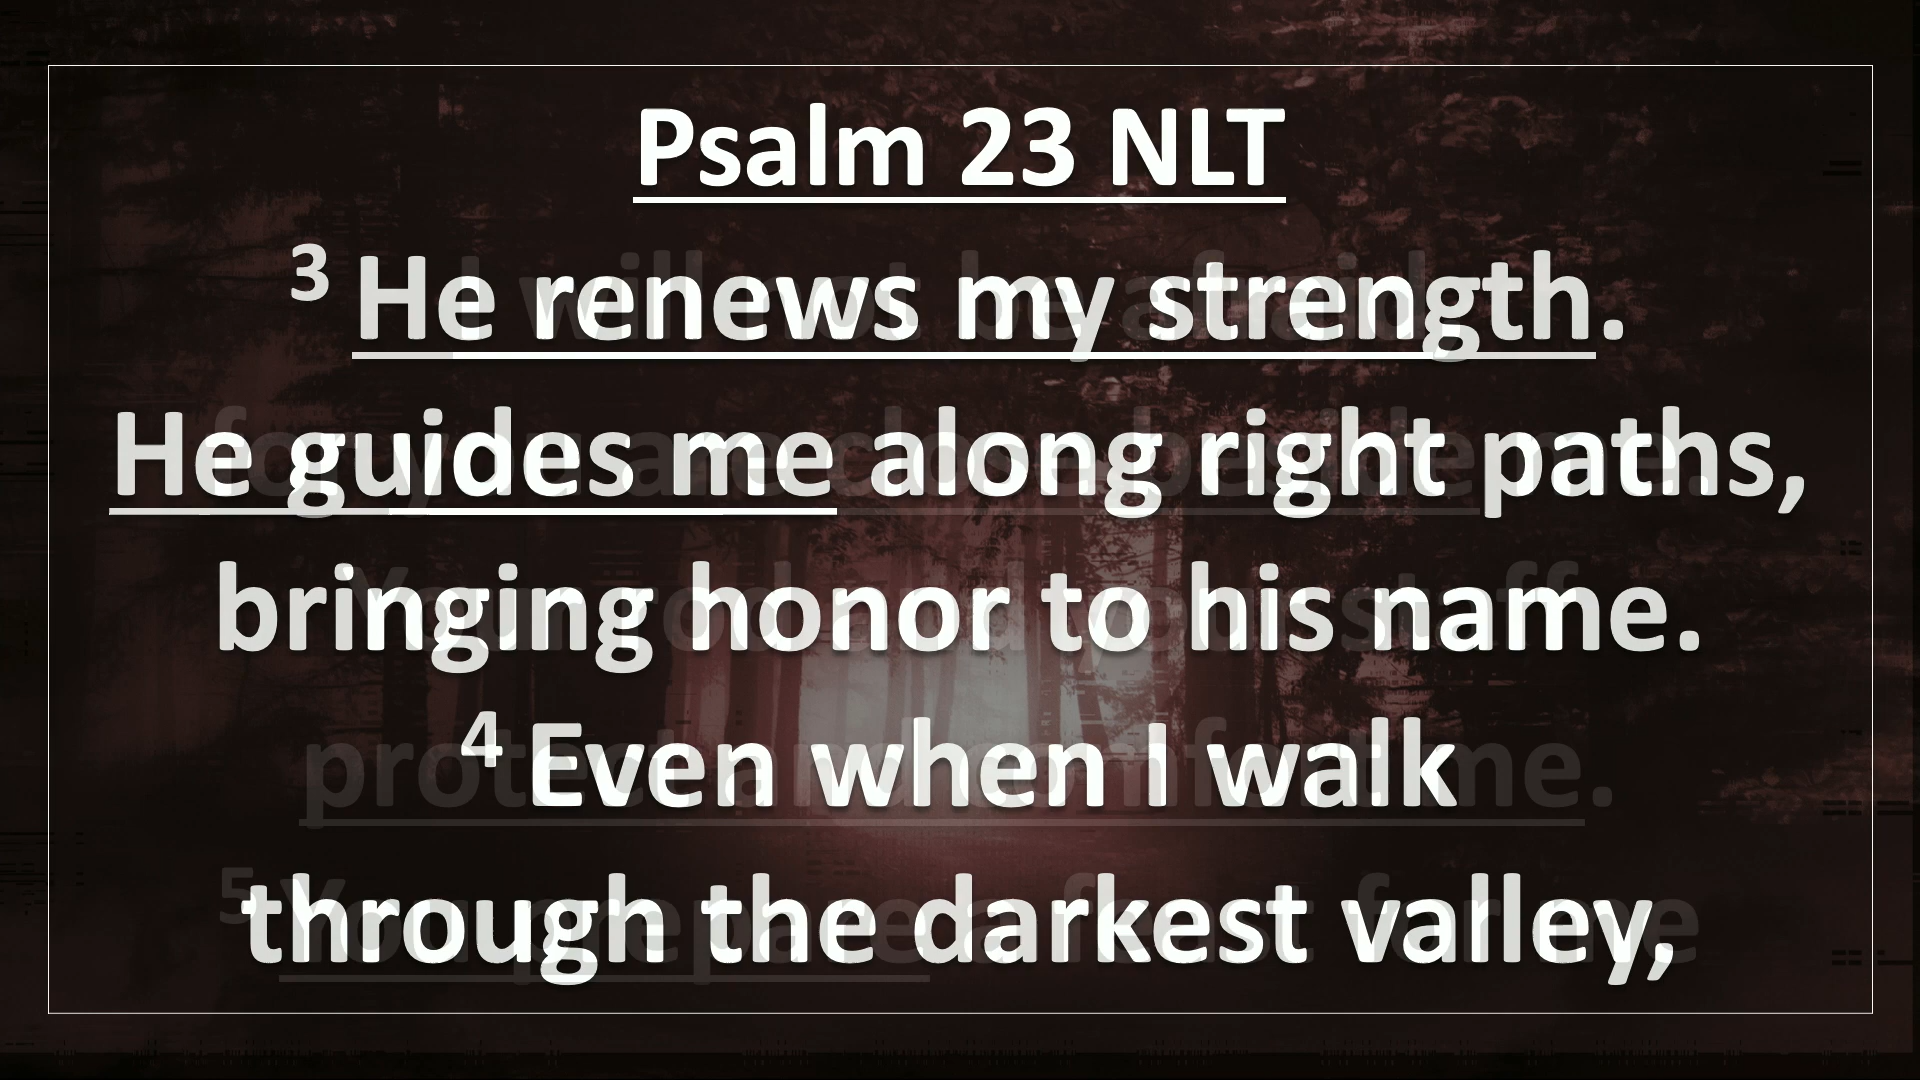 Psalm 23 NLT
3 He renews my strength.
He guides me along right paths,
bringing honor to his name.
4 Even when I walk
through the darkest valley,